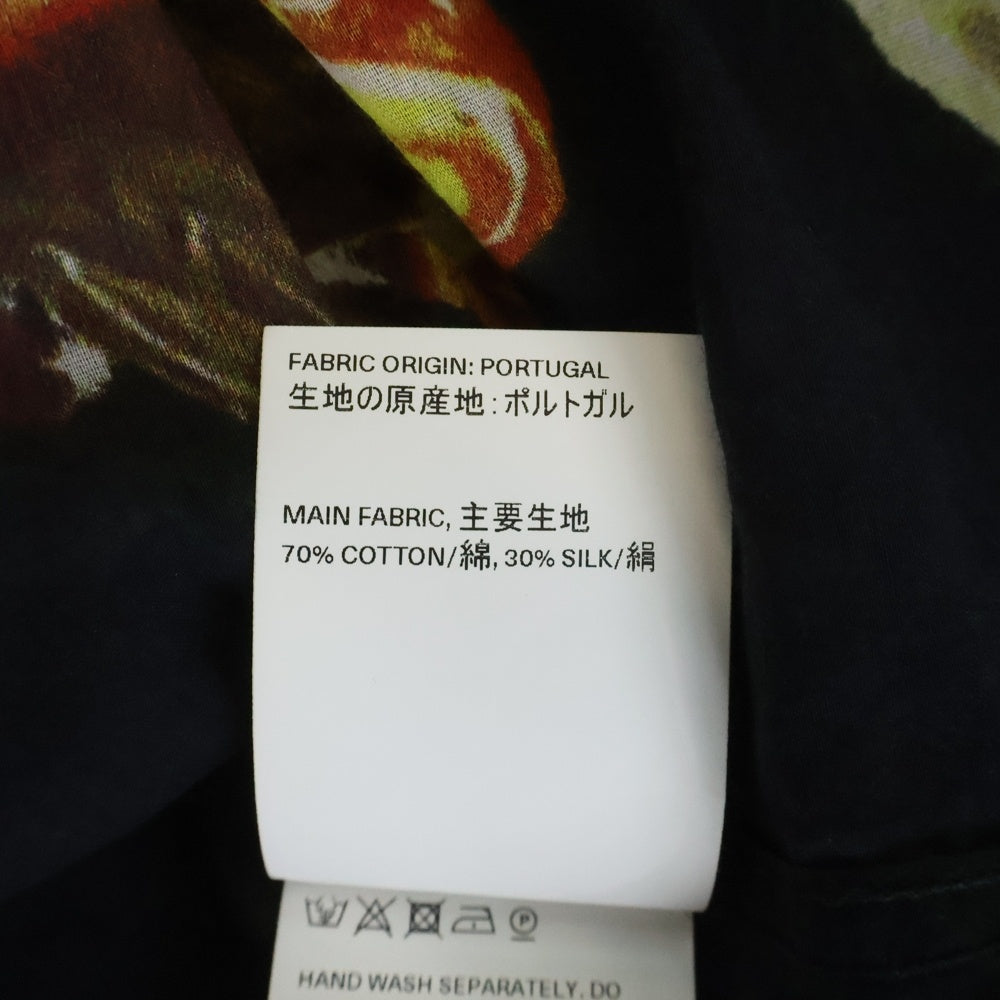 FABRIC ORIGIN: PORTUGAL
生地の原産地:ポルトガル
MAIN FABRIC, 主要生地
70% COTTON/綿, 30% SILK/絹
P
HAND WASH SEPARATELY. DO